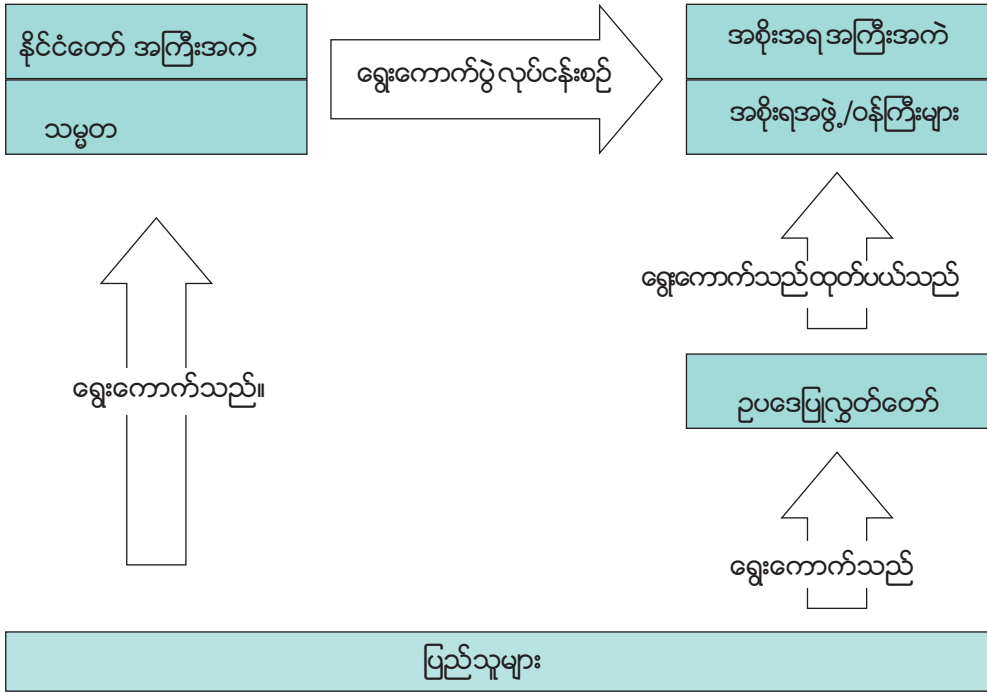 နိုင်ငံတော် အကြီးအကဲ
သမ္မတ
ရွေးကောက်ပွဲ လုပ်ငန်းစဉ်
အစိုးအရ အကြီးအကဲ
အစိုးရအဖွဲ့/ဝန်ကြီးများ
ရွေးကောက်သည်ထုတ်ပယ်သည်
ရွေးကောက်သည်။
ဥပဒေပြုလွှတ်တော်
ရွေးကောက်သည်
ပြည်သူများ